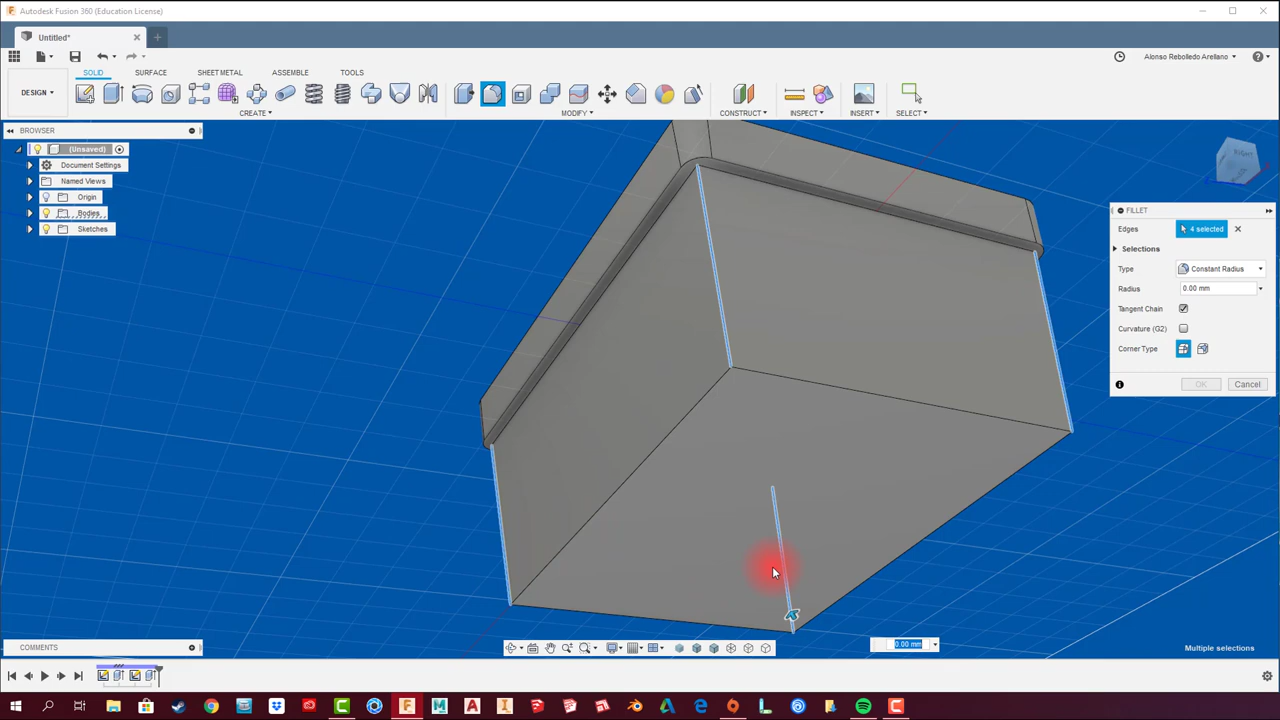 Autodesk Fusion 360 (Education License)
Untitled*
Alonso Rebolledo Arellano
DESIGN
SOLID
SURFACE
SHEET METAL
ASSEMBLE
TOOLS
CREATE
MODIFY
CONSTRUCT
INSPECT
INSERT
SELECT
BROWSER
(Unsaved)
Document Settings
Named Views
Origin
Bodies
Sketches
RIGHT
FILLET
Edges 4 selected
Selections
Type Constant Radius
Radius 0.00 mm
Tangent Chain
Curvature (G2)
Corner Type
OK Cancel
0.00 mm
COMMENTS
Multiple selections